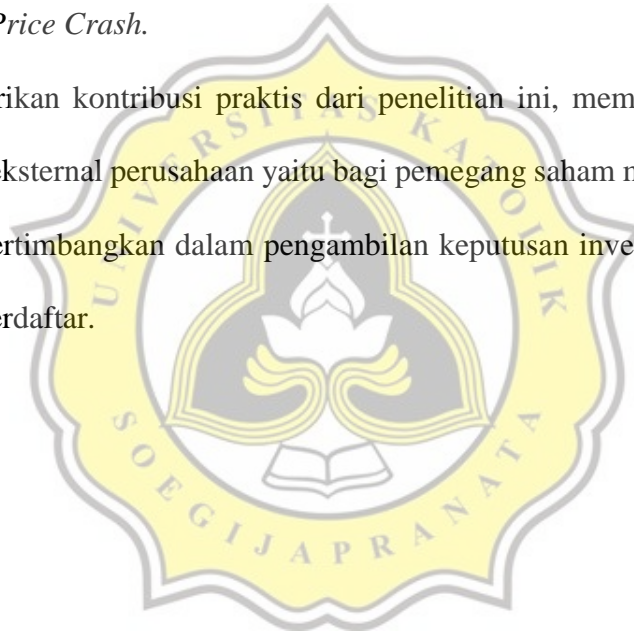 Price Crash.
rikan kontribusi praktis dari penelitian ini, mem
eksternal perusahaan yaitu bagi pemegang saham n
ertimbangkan dalam pengambilan keputusan inve
erdaftar.
UNIVERSITAS KATOLIK
SOEGIJAPRANATA